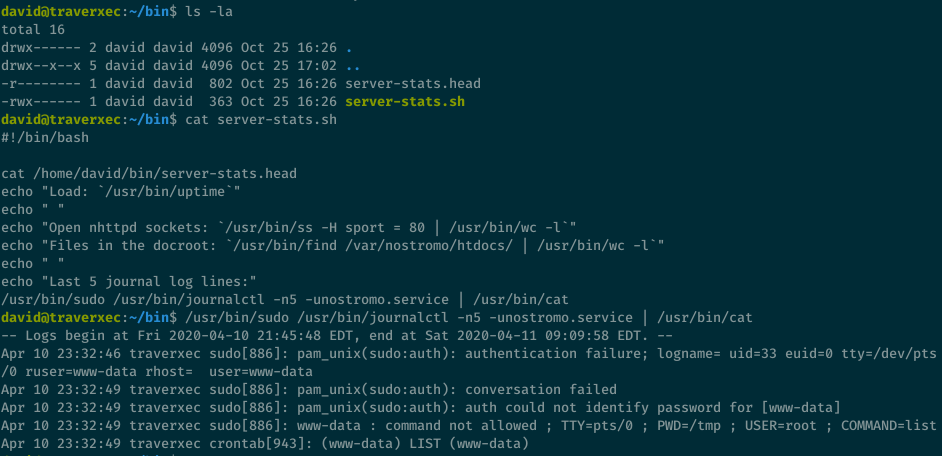 david@traverxec:~/bin$ ls -la
total 16
drwx------ 2 david david 4096 Oct 25 16:26 .
drwx--x--x 5 david david 4096 Oct 25 17:02 ..
-r-------- 1 david david  802 Oct 25 16:26 server-stats.head
-rwx------ 1 david david  363 Oct 25 16:26 server-stats.sh
david@traverxec:~/bin$ cat server-stats.sh
#!/bin/bash

cat /home/david/bin/server-stats.head
echo "Load: `/usr/bin/uptime`"
echo " "
echo "Open nhttpd sockets: `/usr/bin/ss -H sport = 80 | /usr/bin/wc -l`"
echo "Files in the docroot: `/usr/bin/find /var/nostromo/htdocs/ | /usr/bin/wc -l`"
echo " "
echo "Last 5 journal log lines:"
/usr/bin/sudo /usr/bin/journalctl -n5 -unostromo.service | /usr/bin/cat
david@traverxec:~/bin$ /usr/bin/sudo /usr/bin/journalctl -n5 -unostromo.service | /usr/bin/cat
-- Logs begin at Fri 2020-04-10 21:45:48 EDT, end at Sat 2020-04-11 09:09:58 EDT. --
Apr 10 23:32:46 traverxec sudo[886]: pam_unix(sudo:auth): authentication failure; logname= uid=33 euid=0 tty=/dev/pts
/0 ruser=www-data rhost=  user=www-data
Apr 10 23:32:49 traverxec sudo[886]: pam_unix(sudo:auth): conversation failed
Apr 10 23:32:49 traverxec sudo[886]: pam_unix(sudo:auth): auth could not identify password for [www-data]
Apr 10 23:32:49 traverxec sudo[886]: www-data : command not allowed ; TTY=pts/0 ; PWD=/tmp ; USER=root ; COMMAND=list
Apr 10 23:32:49 traverxec crontab[943]: (www-data) LIST (www-data)